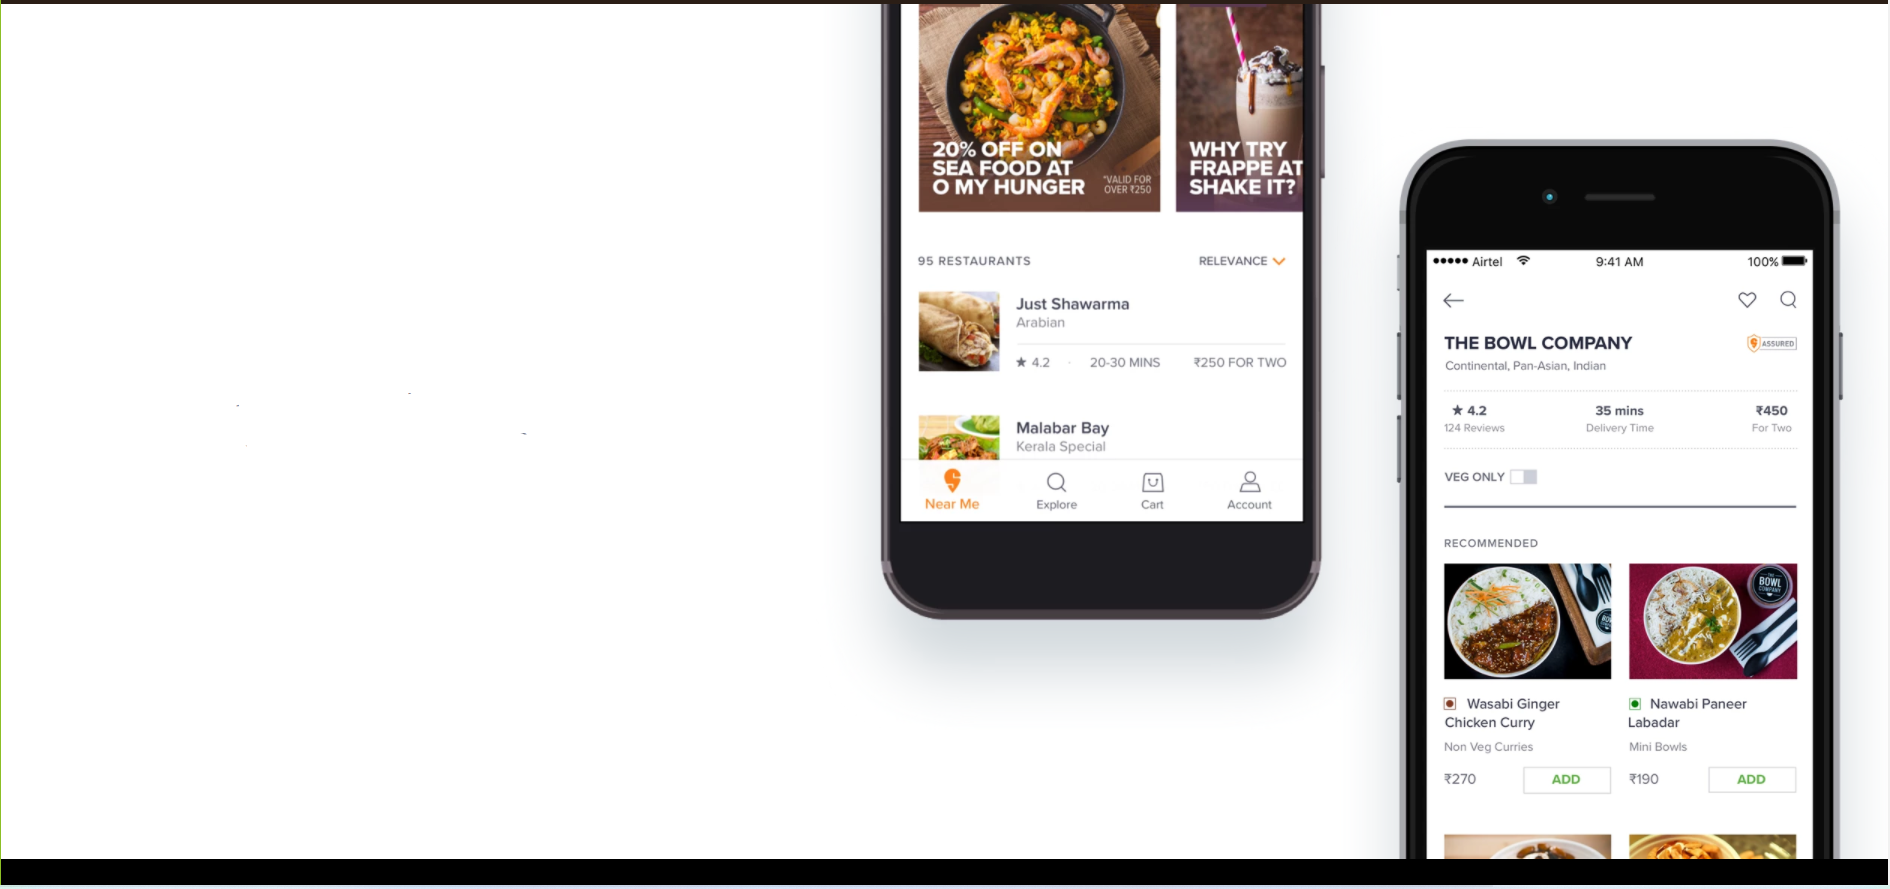 20% OFF ON
SEA FOOD AT
O MY HUNGER
*VALID FOR
OVER ₹250
WHY TRY
FRAPPE AT
SHAKE IT?
95 RESTAURANTS
RELEVANCE
Just Shawarma
Arabian
★ 4.2 · 20-30 MINS ₹250 FOR TWO
Malabar Bay
Kerala Special
Near Me
Explore
Cart
Account
Airtel 9:41 AM 100%
THE BOWL COMPANY
ASSURED
Continental, Pan-Asian, Indian
★ 4.2 35 mins ₹450
124 Reviews Delivery Time For Two
VEG ONLY
RECOMMENDED
THE
BOWL
COMPANY
Wasabi Ginger
Chicken Curry
Non Veg Curries
₹270 ADD
Nawabi Paneer
Labadar
Mini Bowls
₹190 ADD